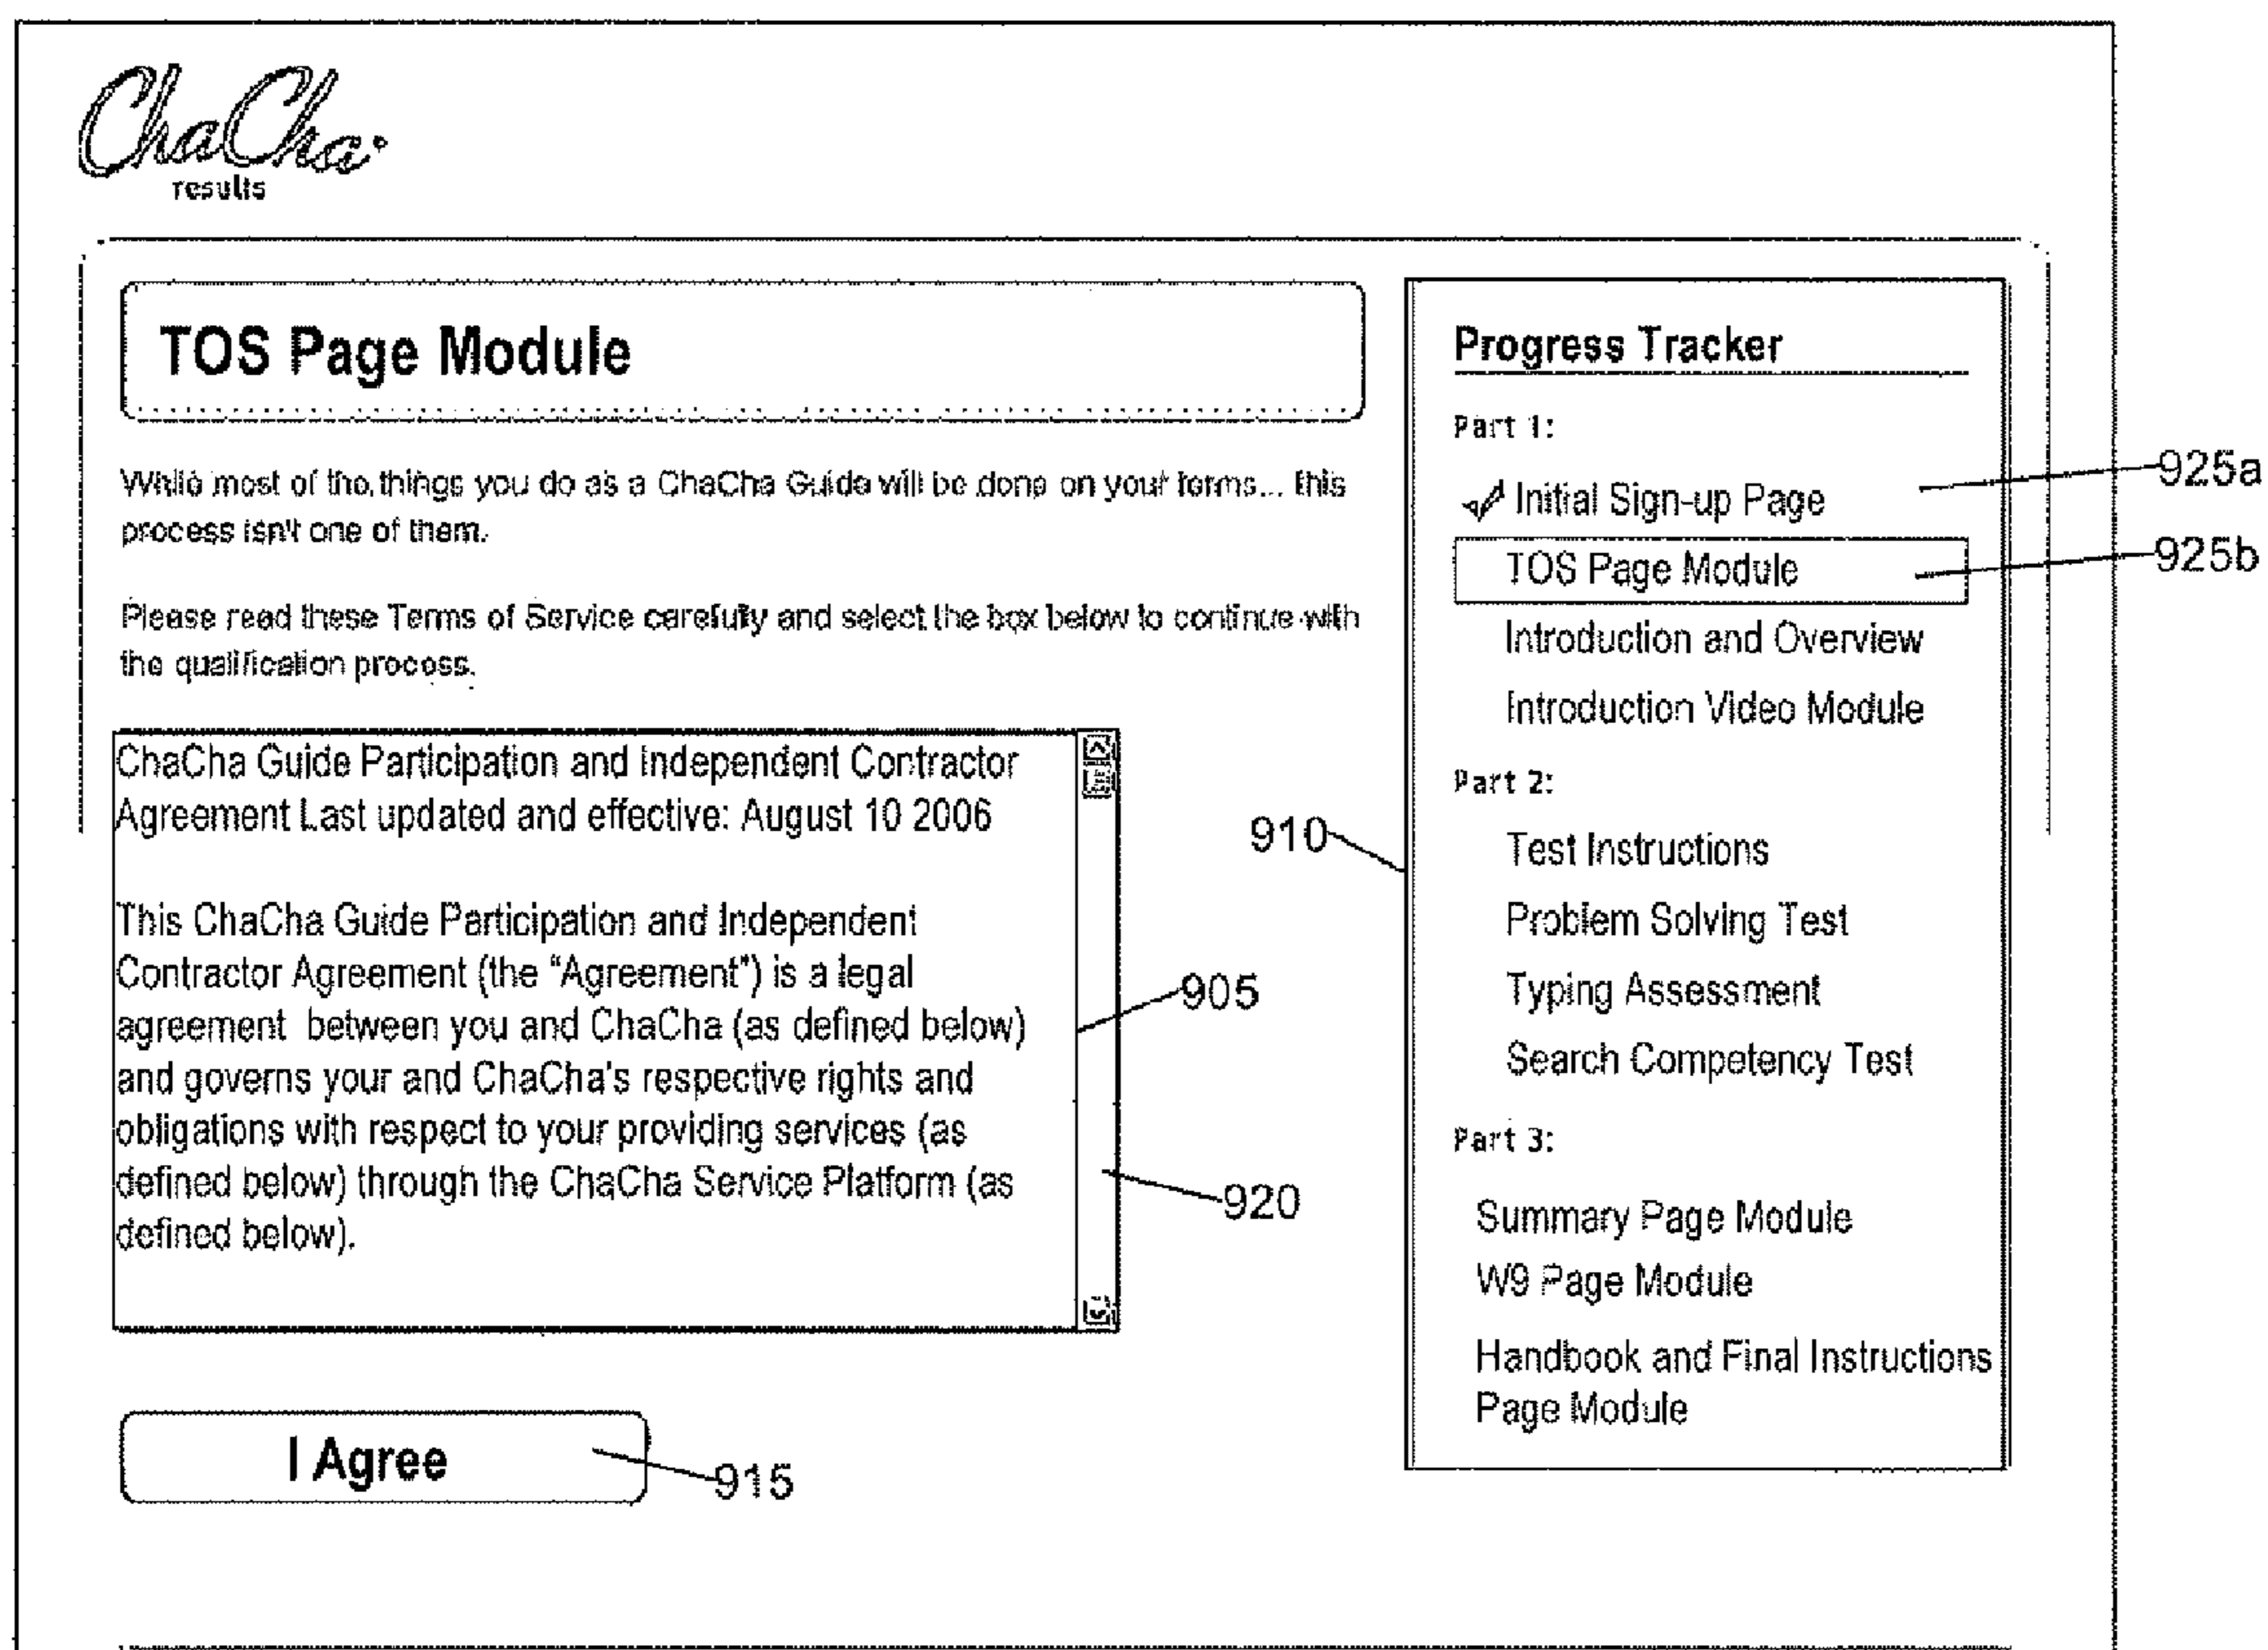 ChaCha
results
TOS Page Module
While most of the things you do as a ChaCha Guide will be done on your terms... this
process isn't one of them.
Please read these Terms of Service carefully and select the box below to continue with
the qualification process.
ChaCha Guide Participation and Independent Contractor
Agreement Last updated and effective: August 10 2006
This ChaCha Guide Participation and Independent
Contractor Agreement (the “Agreement”) is a legal
agreement between you and ChaCha (as defined below)
and governs your and ChaCha's respective rights and
obligations with respect to your providing services (as
defined below) through the ChaCha Service Platform (as
defined below).
905
920
I Agree
915
910
Progress Tracker
Part 1:
Initial Sign-up Page
925a
TOS Page Module
925b
Introduction and Overview
Introduction Video Module
Part 2:
Test Instructions
Problem Solving Test
Typing Assessment
Search Competency Test
Part 3:
Summary Page Module
W9 Page Module
Handbook and Final Instructions
Page Module